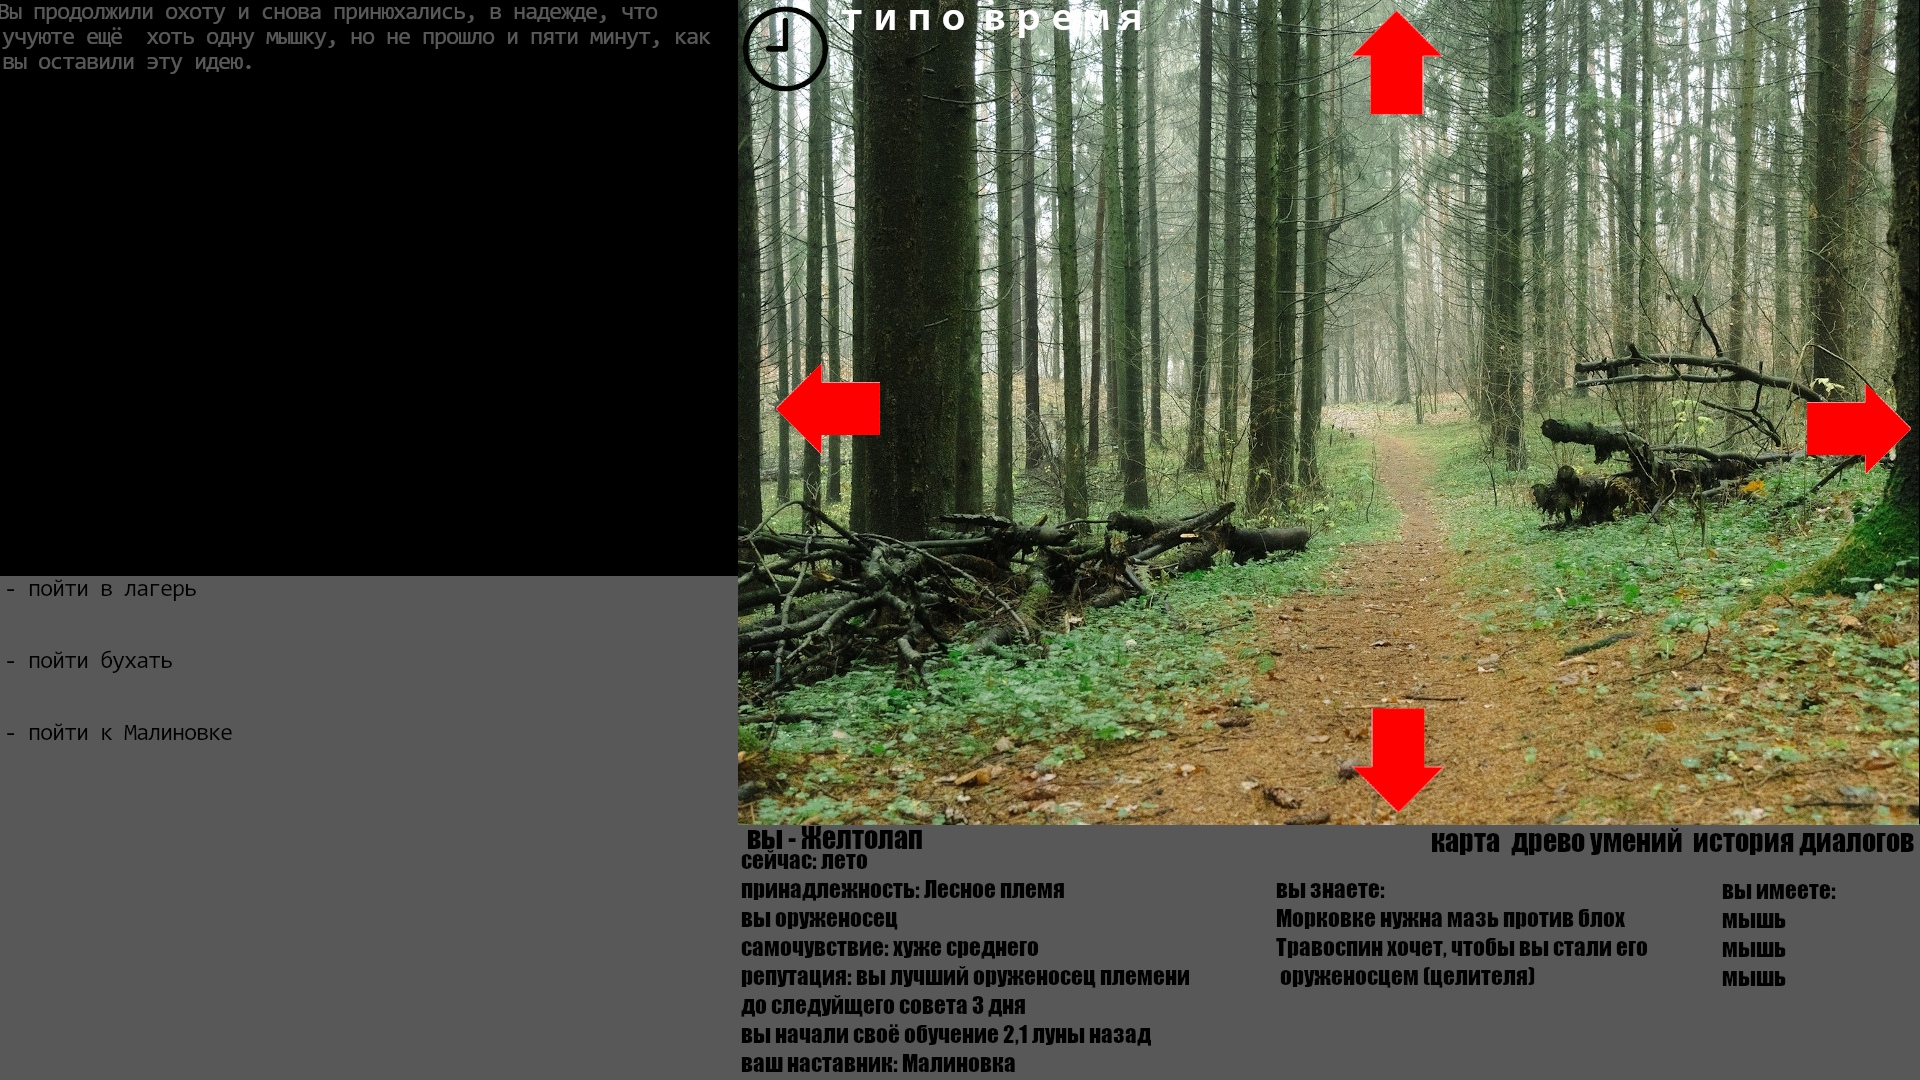 Вы продолжили охоту и снова принюхались, в надежде, что
учуюте ещё хоть одну мышку, но не прошло и пяти минут, как
вы оставили эту идею.
- пойти в лагерь
- пойти бухать
- пойти к Малиновке
типовремя
вы - Желтолап
сейчас: лето
принадлежность: Лесное племя
вы оруженосец
самочувствие: хуже среднего
репутация: вы лучший оруженосец племени
до следуйщего совета 3 дня
вы начали своё обучение 2,1 луны назад
ваш наставник: Малиновка
карта древо умений история диалогов
вы знаете:
Морковке нужна мазь против блох
Травоспин хочет, чтобы вы стали его
оруженосцем (целителя)
вы имеете:
мышь
мышь
мышь